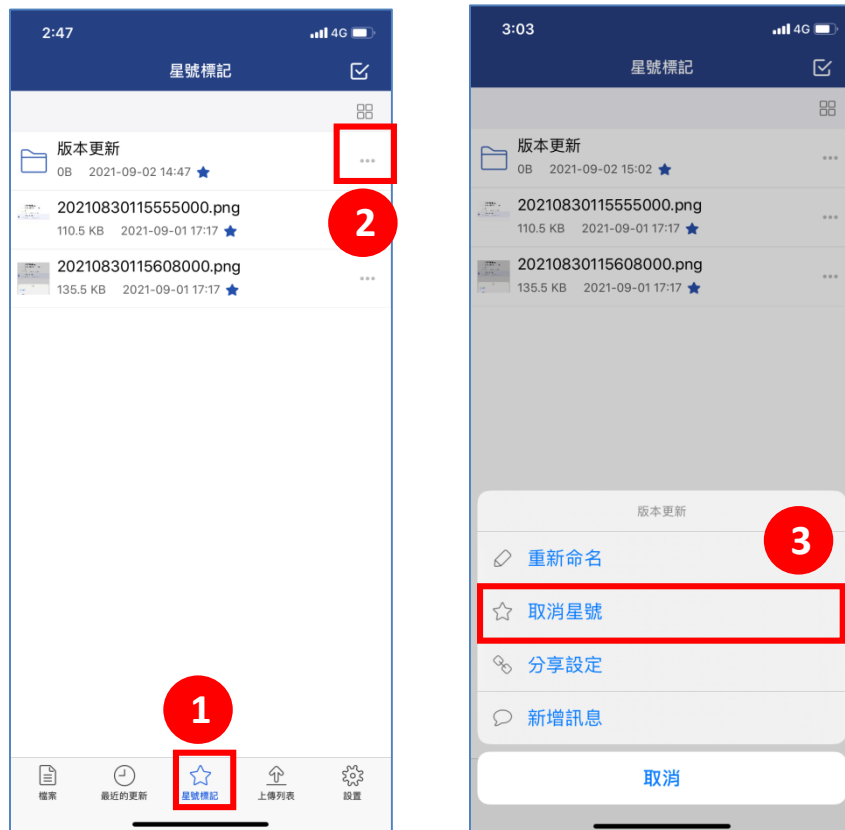 2:47
4G
星號標記
版本更新
0B 2021-09-02 14:47
20210830115555000.png
110.5 KB 2021-09-01 17:17
2
20210830115608000.png
135.5 KB 2021-09-01 17:17
1
檔案
最近的更新
星號標記
上傳列表
設置
3:03
4G
星號標記
版本更新
0B 2021-09-02 15:02
20210830115555000.png
110.5 KB 2021-09-01 17:17
20210830115608000.png
135.5 KB 2021-09-01 17:17
版本更新
3
重新命名
取消星號
分享設定
新增訊息
取消